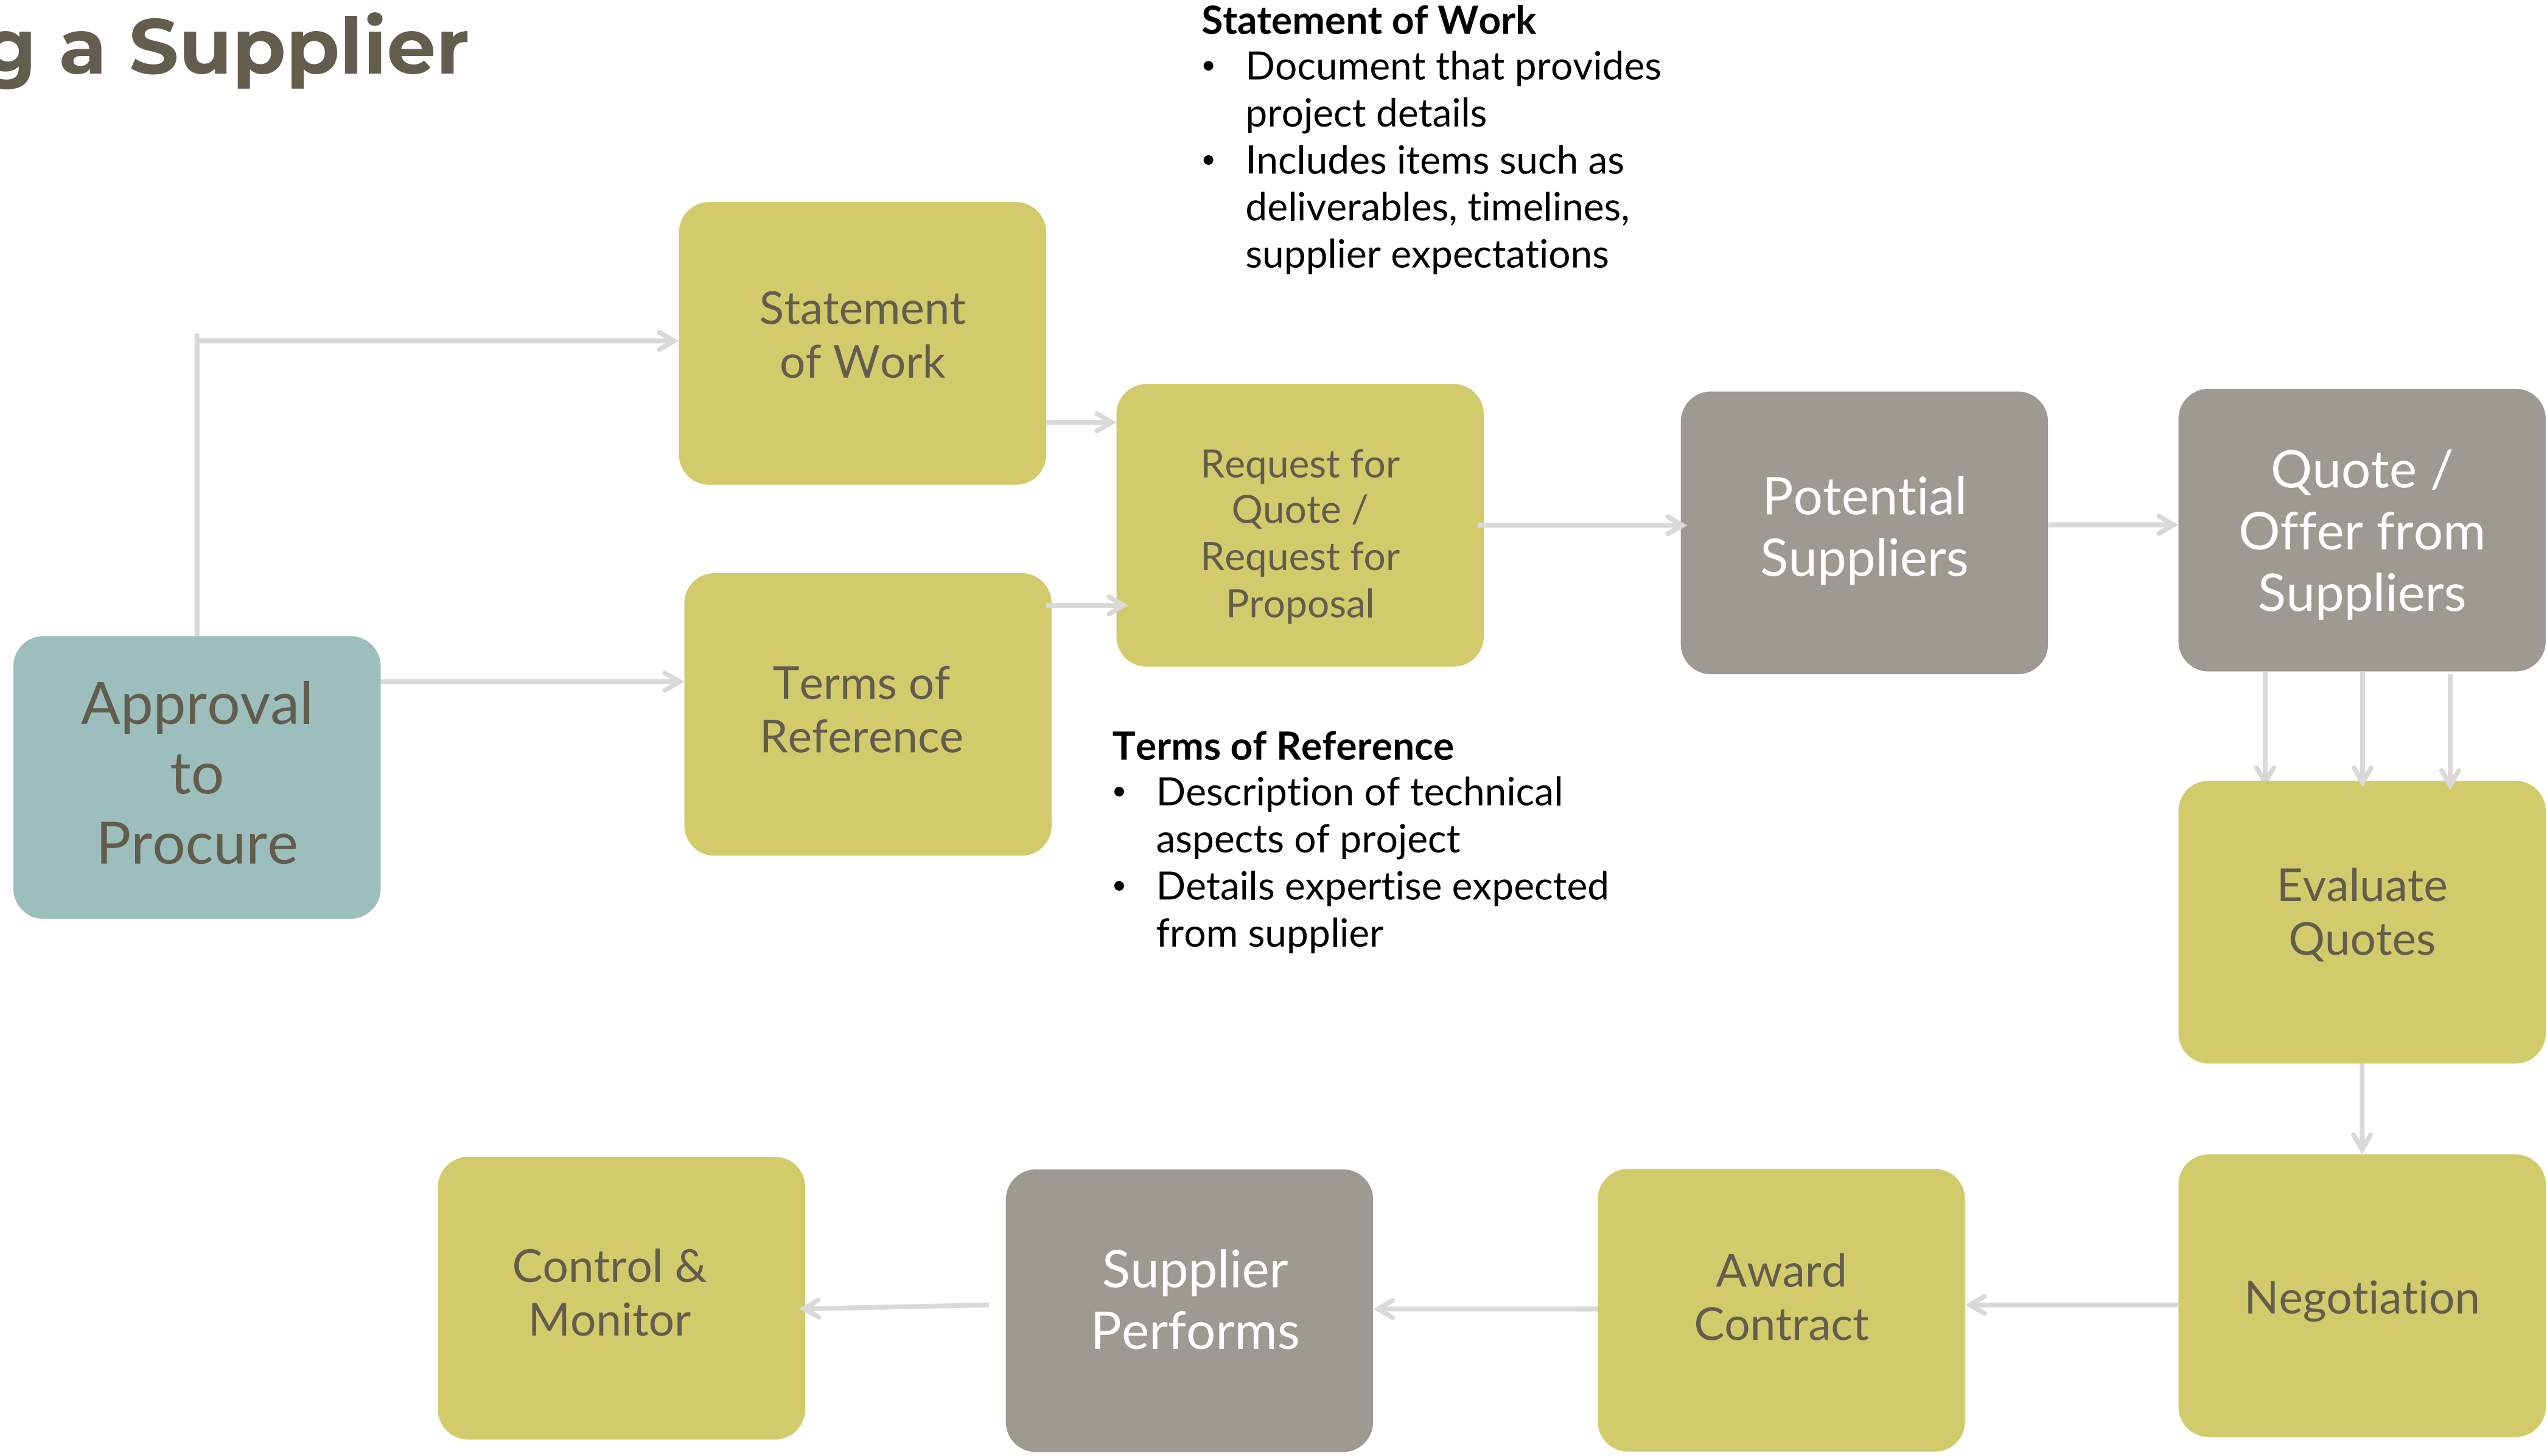 g a Supplier
Statement of Work
• Document that provides
project details
• Includes items such as
deliverables, timelines,
supplier expectations
Statement
of Work
Request for
Quote /
Request for
Proposal
Potential
Suppliers
Quote /
Offer from
Suppliers
Approval
to
Procure
Terms of
Reference
Terms of Reference
• Description of technical
aspects of project
• Details expertise expected
from supplier
Evaluate
Quotes
Control &
Monitor
Supplier
Performs
Award
Contract
Negotiation